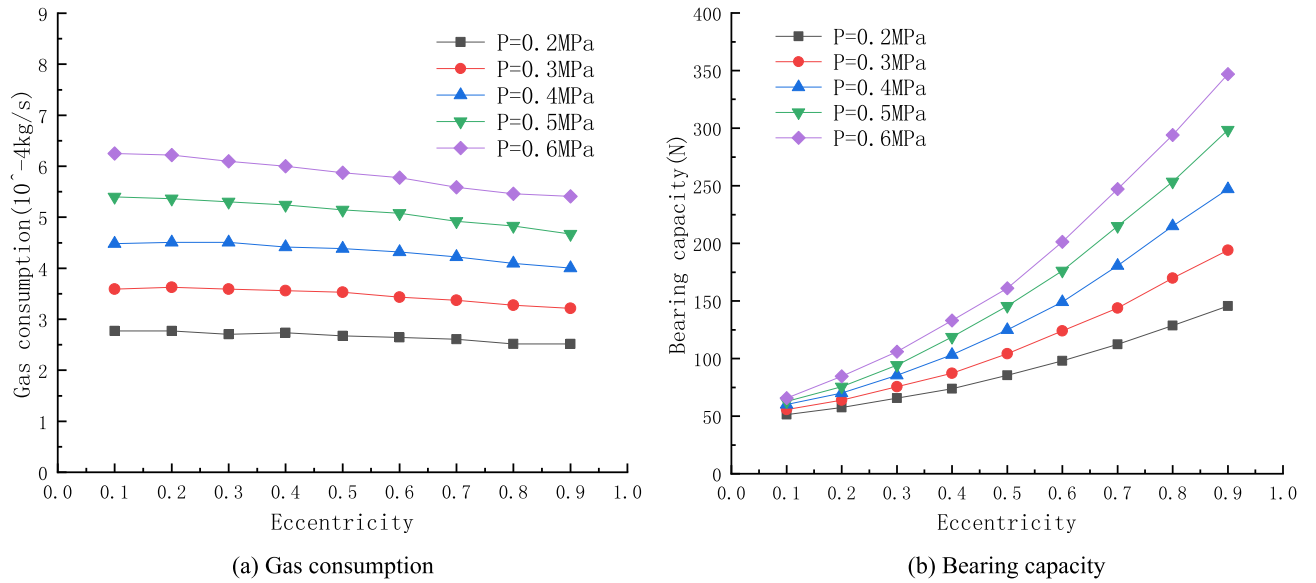 Gas consumption(10^-4kg/s)
9
8
7
6
5
4
3
2
1
0
P=0.2MPa
P=0.3MPa
P=0.4MPa
P=0.5MPa
P=0.6MPa
0.0 0.1 0.2 0.3 0.4 0.5 0.6 0.7 0.8 0.9 1.0
Eccentricity
(a) Gas consumption
Bearing capacity(N)
400
350
300
250
200
150
100
50
0
P=0.2MPa
P=0.3MPa
P=0.4MPa
P=0.5MPa
P=0.6MPa
0.0 0.1 0.2 0.3 0.4 0.5 0.6 0.7 0.8 0.9 1.0
Eccentricity
(b) Bearing capacity